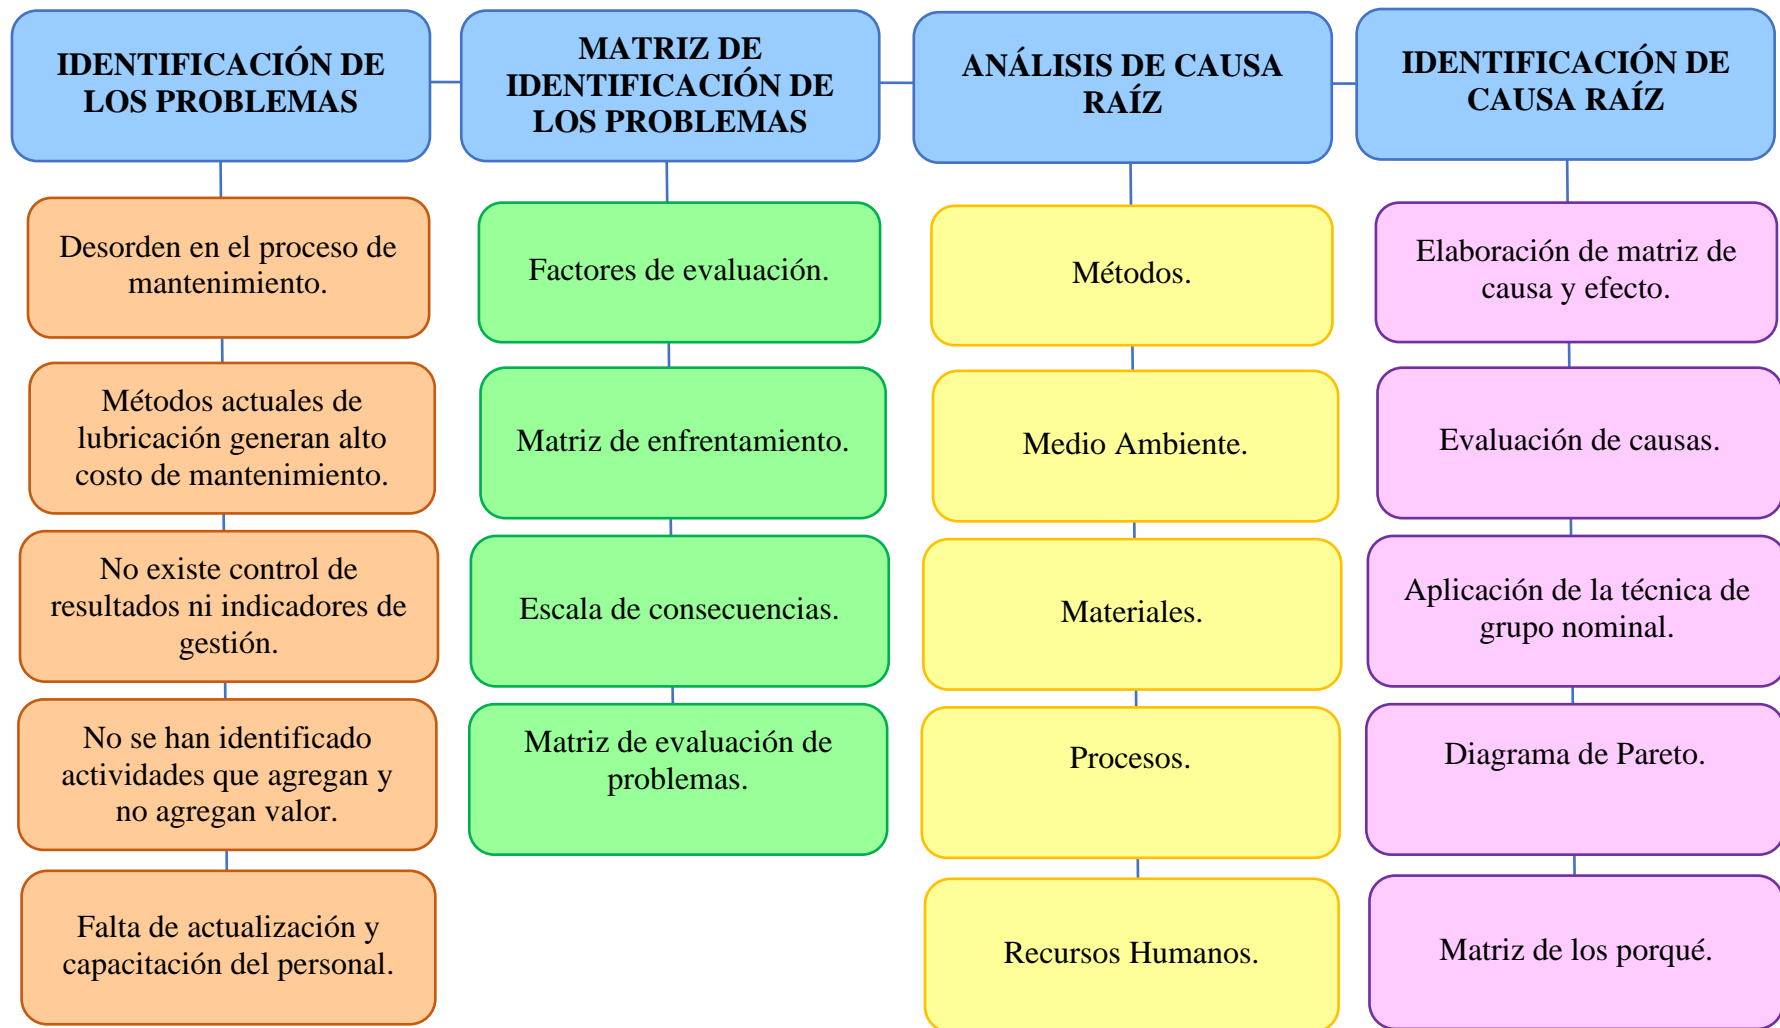 IDENTIFICACIÓN DE
LOS PROBLEMAS
Desorden en el proceso de
mantenimiento.
Métodos actuales de
lubricación generan alto
costo de mantenimiento.
No existe control de
resultados ni indicadores de
gestión.
No se han identificado
actividades que agregan y
no agregan valor.
Falta de actualización y
capacitación del personal.
MATRIZ DE
IDENTIFICACIÓN DE
LOS PROBLEMAS
Factores de evaluación.
Matriz de enfrentamiento.
Escala de consecuencias.
Matriz de evaluación de
problemas.
ANÁLISIS DE CAUSA
RAÍZ
Métodos.
Medio Ambiente.
Materiales.
Procesos.
Recursos Humanos.
IDENTIFICACIÓN DE
CAUSA RAÍZ
Elaboración de matriz de
causa y efecto.
Evaluación de causas.
Aplicación de la técnica de
grupo nominal.
Diagrama de Pareto.
Matriz de los porqué.